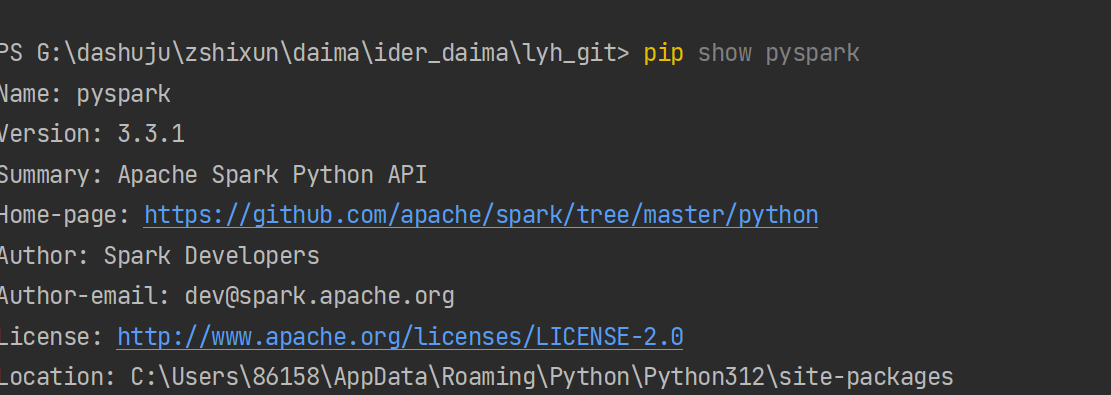 PS G:\dashuju\zshixun\daima\ider_daima\lyh_git> pip show pyspark
Name: pyspark
Version: 3.3.1
Summary: Apache Spark Python API
Home-page: https://github.com/apache/spark/tree/master/python
Author: Spark Developers
Author-email: dev@spark.apache.org
License: http://www.apache.org/licenses/LICENSE-2.0
Location: C:\Users\86158\AppData\Roaming\Python\Python312\site-packages